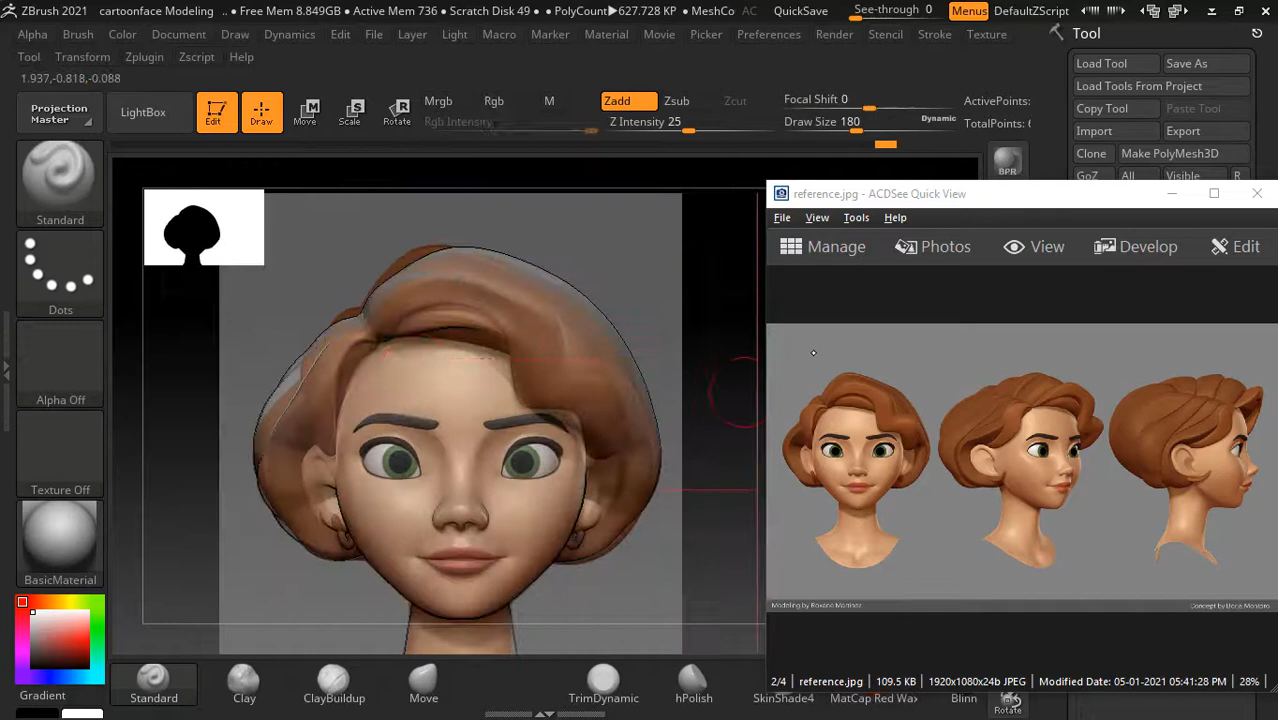 ZBrush 2021 cartoonface Modeling .. • Free Mem 8.849GB • Active Mem 736 • Scratch Disk 49 • PolyCount▶627.728 KP • MeshCo QuickSave See-through 0 Menus DefaultZScript
Alpha Brush Color Document Draw Dynamics Edit File Layer Light Macro Marker Material Movie Picker Preferences Render Stencil Stroke Texture
Tool Transform Zplugin Zscript Help
1.937,-0.818,-0.088
Projection Master
LightBox
Edit
Draw
Move
Scale
Rotate
Mrgb Rgb M
Rgb Intensity
Zadd Zsub Zcut
Z Intensity 25
Focal Shift 0
Draw Size 180 Dynamic
ActivePoints:
TotalPoints: 6
Tool
Load Tool Save As
Load Tools From Project
Copy Tool Paste Tool
Import Export
Clone Make PolyMesh3D
GoZ All Visible R
BPR
Standard
Dots
Alpha Off
Texture Off
BasicMaterial
Gradient
reference.jpg - ACDSee Quick View
File View Tools Help
Manage Photos View Develop Edit
Modeling by Roxane Martinez
2/4 reference.jpg 109.5 KB 1920x1080x24b JPEG Modified Date: 05-01-2021 05:41:28 PM 28%
Standard Clay ClayBuildup Move TrimDynamic hPolish SkinShade4 MatCap Red Wax Blinn Rotate